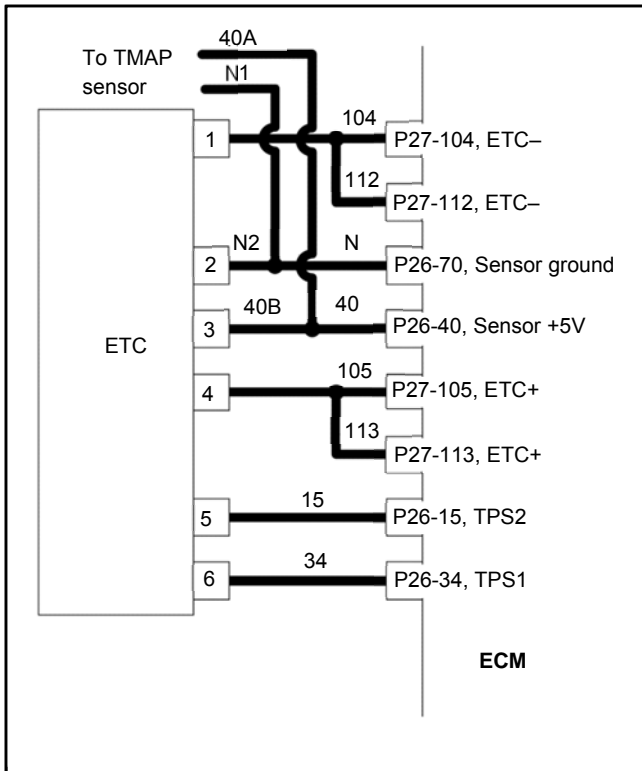 40A
To TMAP
sensor
N1
104
1
P27-104, ETC–
112
P27-112, ETC–
N2
N
2
P26-70, Sensor ground
40B
40
3
P26-40, Sensor +5V
ETC
105
4
P27-105, ETC+
113
P27-113, ETC+
15
5
P26-15, TPS2
34
6
P26-34, TPS1
ECM